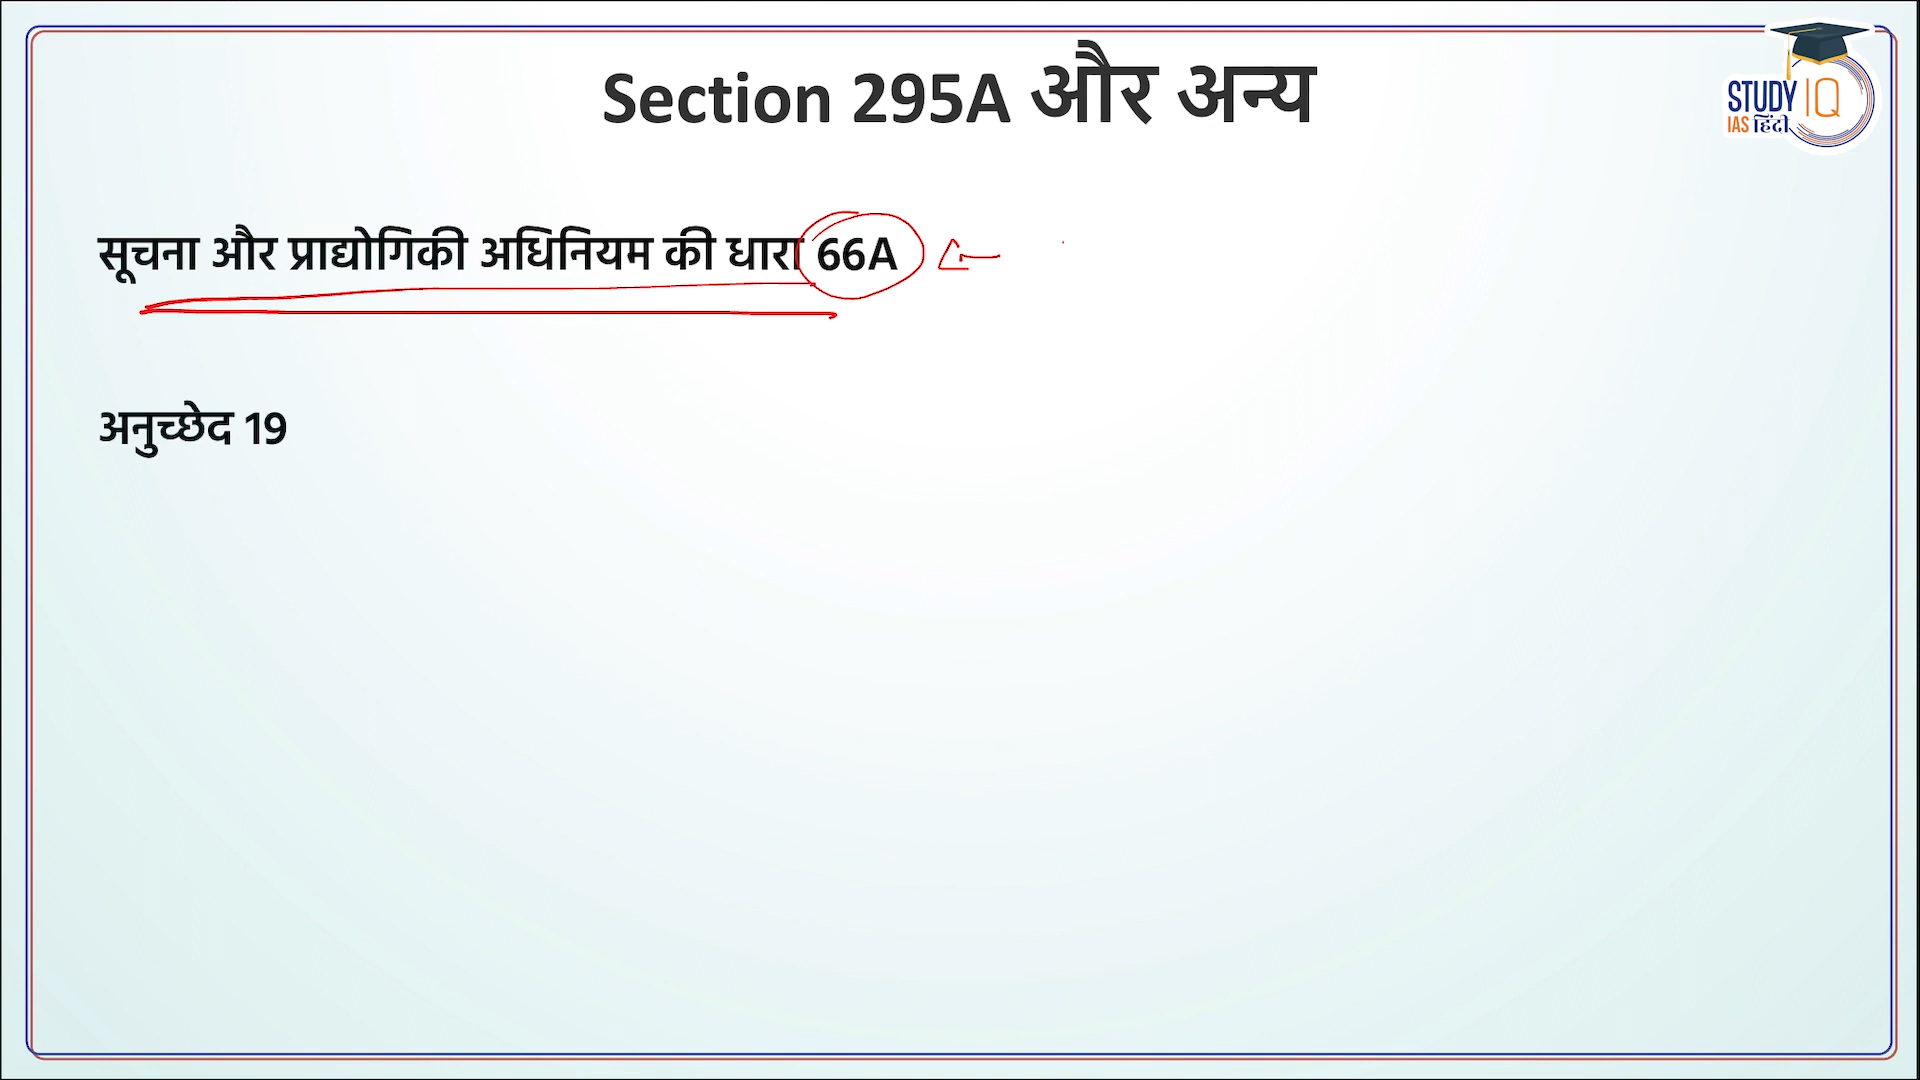 Section 295A और अन्य
STUDY IQ
IAS हिंदी
सूचना और प्राद्योगिकी अधिनियम की धारा 66A
अनुच्छेद 19